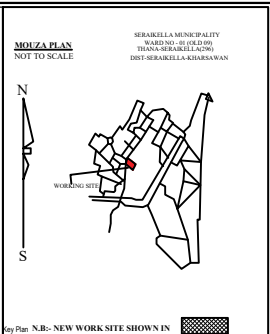 SERAIKELLA MUNICIPALITY
WARD NO - 01 (OLD 09)
THANA-SERAIKELLA(296)
DIST-SERAIKELLA-KHARSAWAN
MOUZA PLAN
NOT TO SCALE
N
WORKING SITE
S
Key Plan N.B:- NEW WORK SITE SHOWN IN